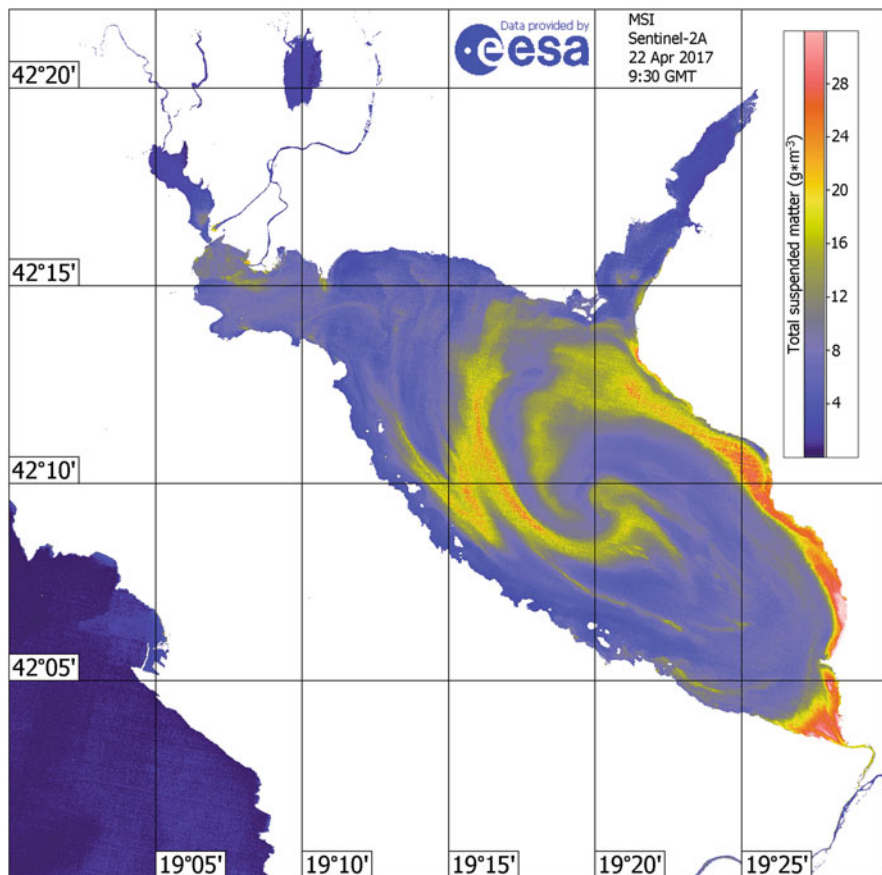 Data provided by
esa
MSI
Sentinel-2A
22 Apr 2017
9:30 GMT
42°20'
42°15'
42°10'
42°05'
19°05'
19°10'
19°15'
19°20'
19°25'
Total suspended matter (g*m⁻³)
28
24
20
16
12
8
4